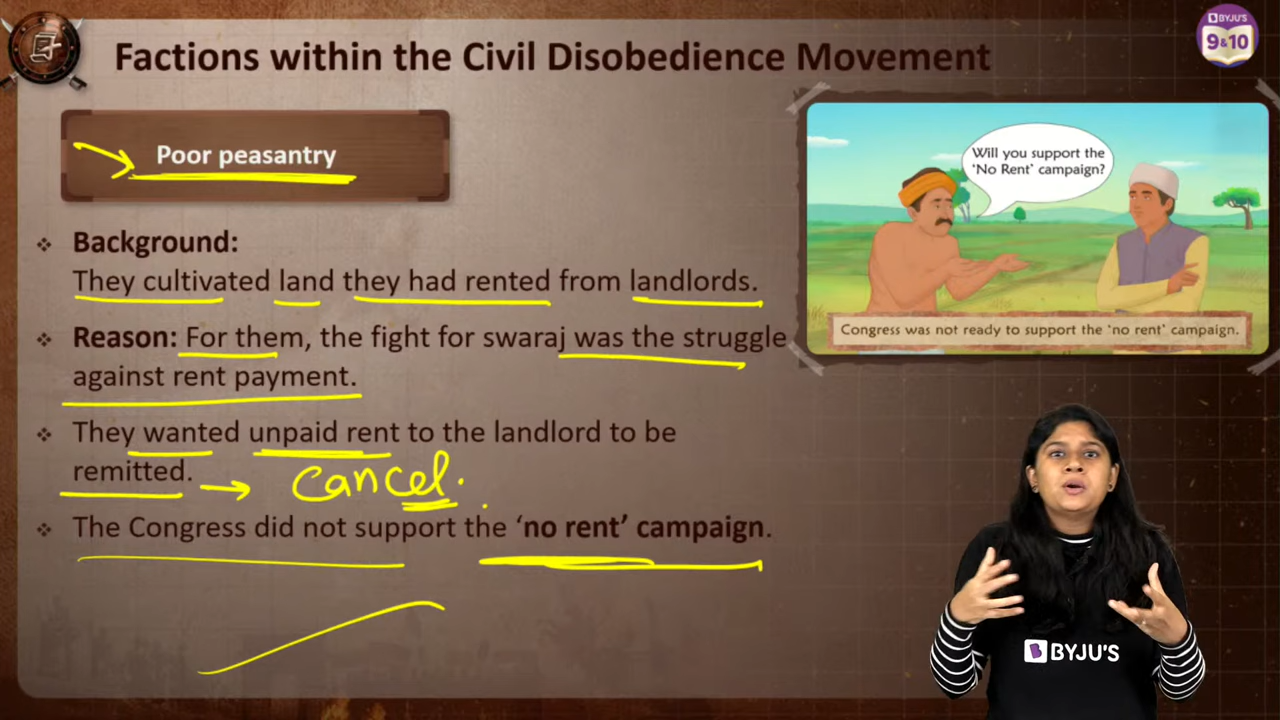 Factions within the Civil Disobedience Movement
BYJU'S
9&10
Poor peasantry
Will you support the
'No Rent' campaign?
Congress was not ready to support the 'no rent' campaign.
Background:
They cultivated land they had rented from landlords.
Reason: For them, the fight for swaraj was the struggle
against rent payment.
They wanted unpaid rent to the landlord to be
remitted. → cancel.
The Congress did not support the 'no rent' campaign.
BYJU'S